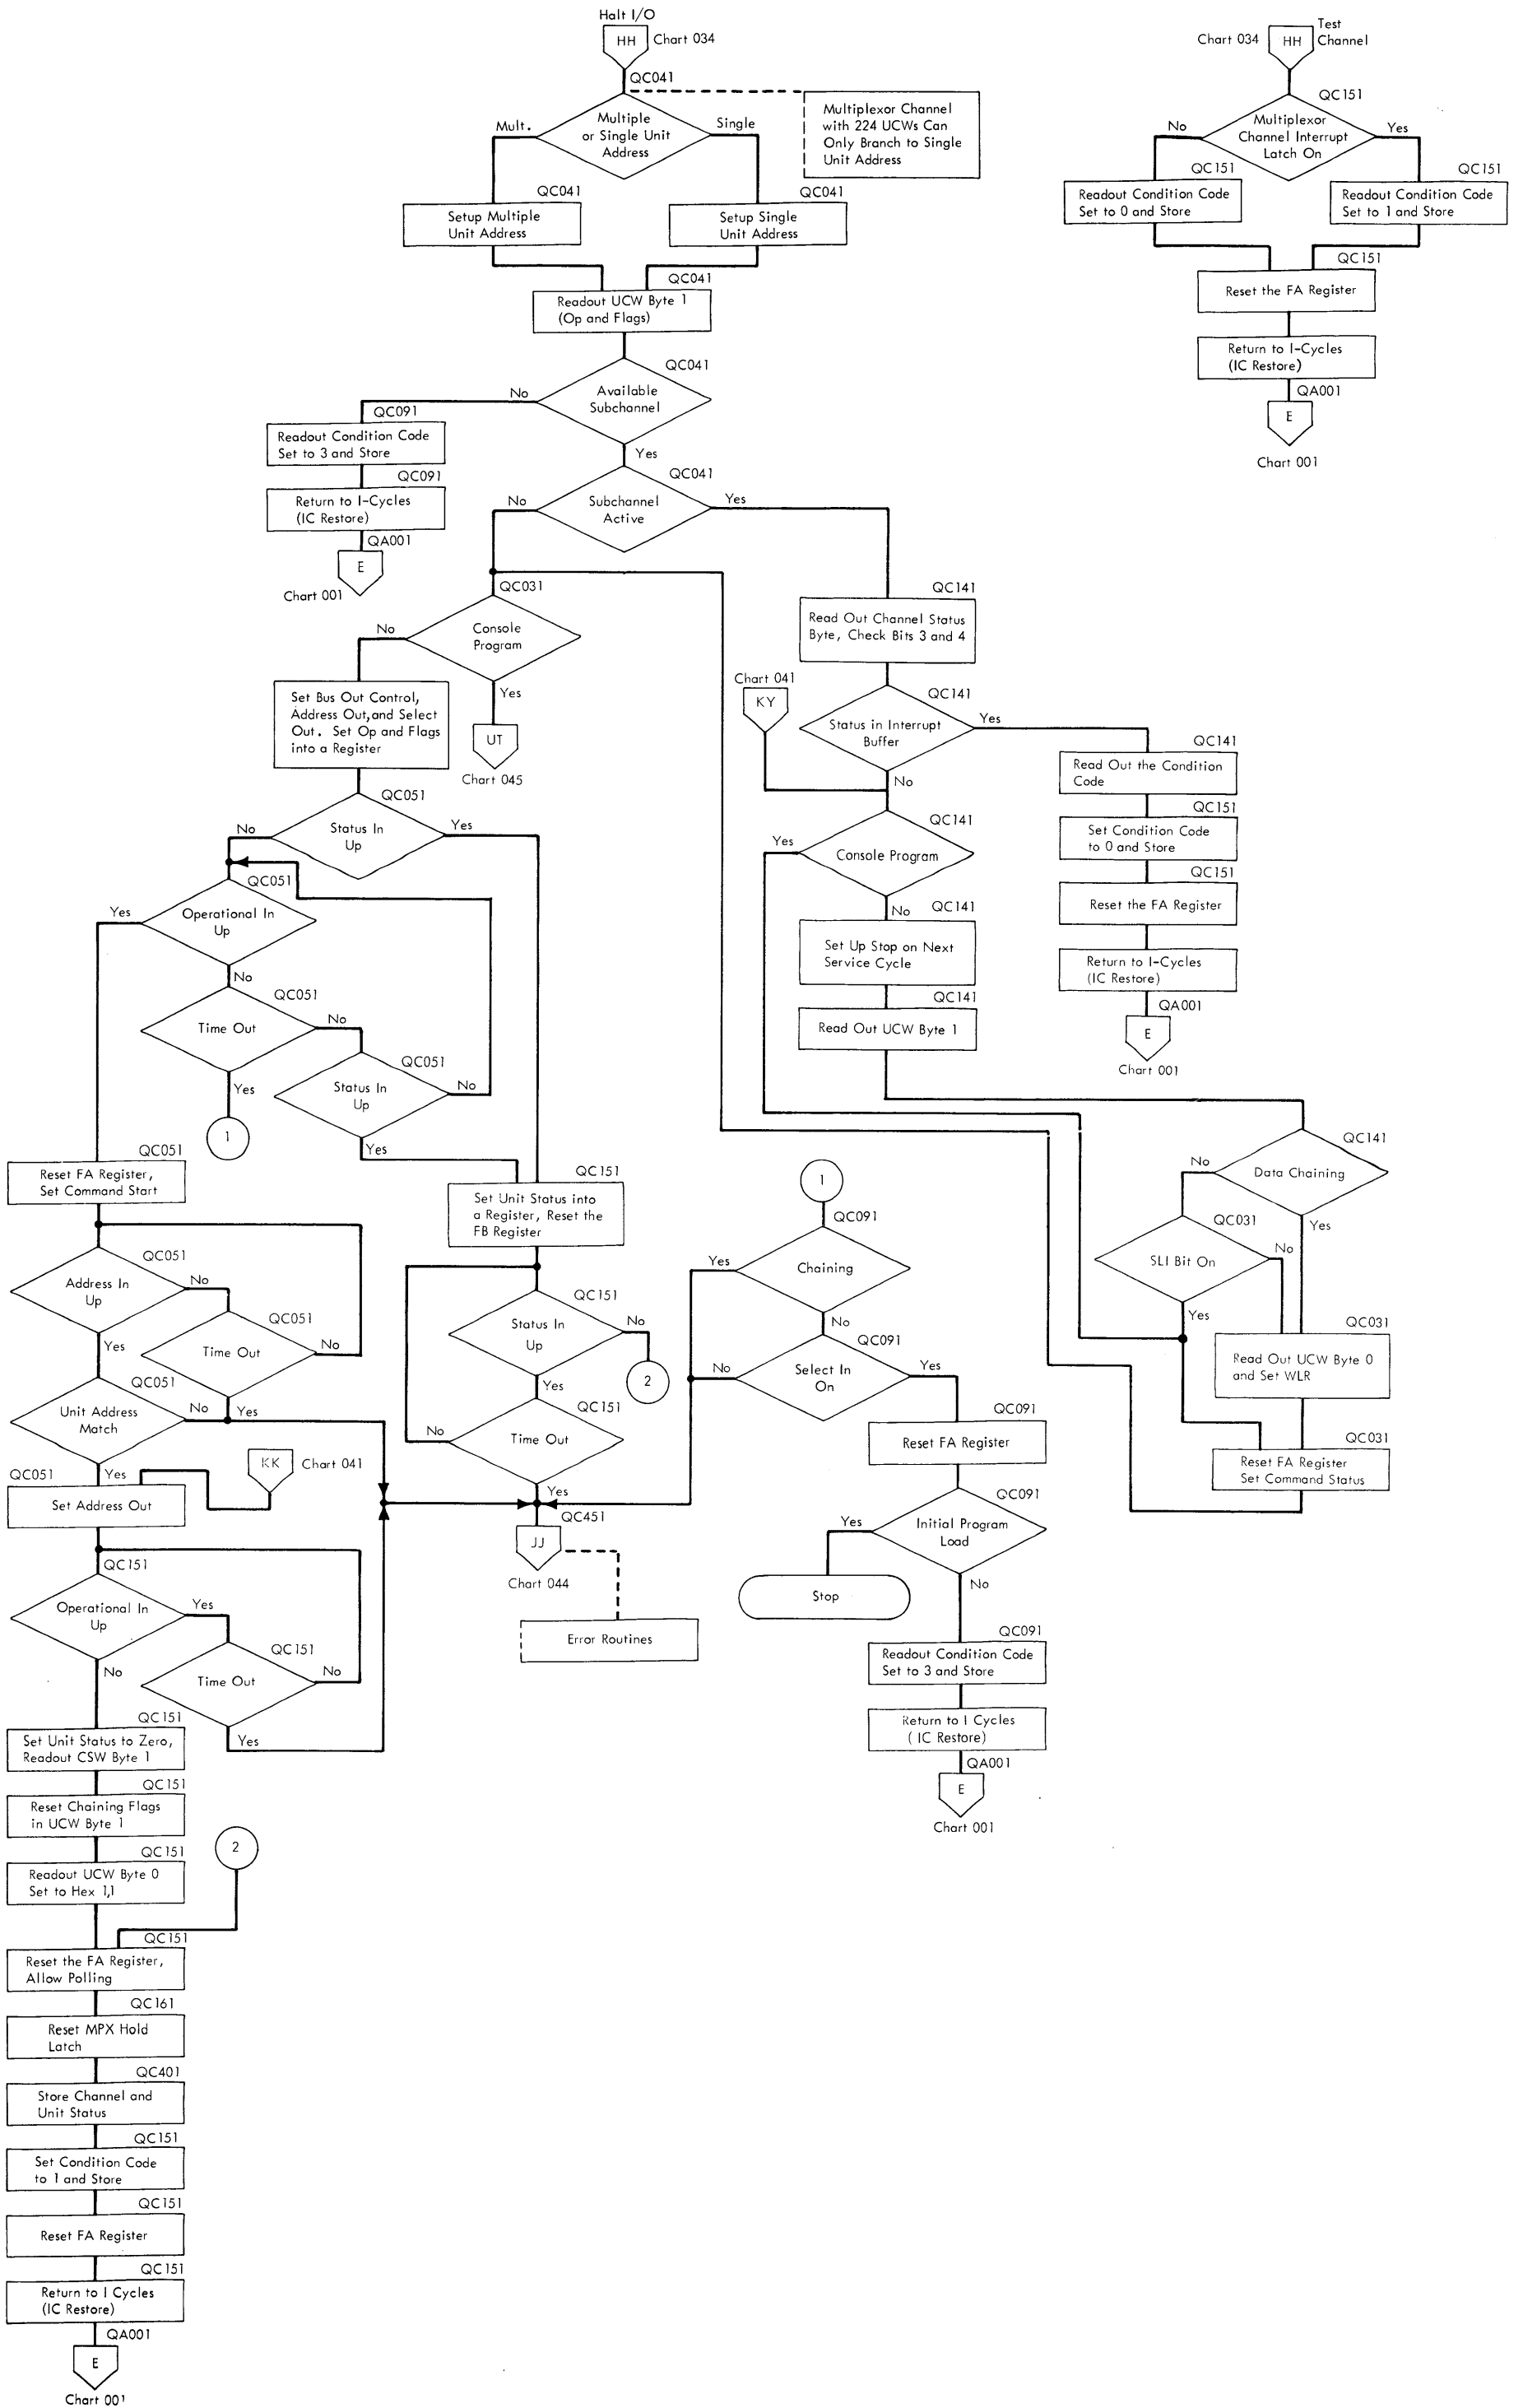 Halt I/O
HH
Chart 034
QC041
Multiple
or Single Unit
Address
Mult.
Single
Multiplexor Channel
with 224 UCWs Can
Only Branch to Single
Unit Address
QC041
Setup Multiple
Unit Address
QC041
Setup Single
Unit Address
QC041
Readout UCW Byte 1
(Op and Flags)
QC041
Available
Subchannel
No
Yes
QC091
Readout Condition Code
Set to 3 and Store
QC091
Return to I-Cycles
(IC Restore)
QA001
E
Chart 001
QC041
Subchannel
Active
No
Yes
Chart 034
HH
Test
Channel
QC151
Multiplexor
Channel Interrupt
Latch On
No
Yes
QC151
Readout Condition Code
Set to 0 and Store
QC151
Readout Condition Code
Set to 1 and Store
QC151
Reset the FA Register
Return to I-Cycles
(IC Restore)
QA001
E
Chart 001
QC031
Console
Program
No
Yes
UT
Chart 045
Set Bus Out Control,
Address Out,and Select
Out. Set Op and Flags
into a Register
QC051
Status In
Up
No
Yes
QC051
Operational In
Up
Yes
No
QC051
Time Out
No
Yes
1
QC051
Status In
Up
No
Yes
QC141
Read Out Channel Status
Byte, Check Bits 3 and 4
Chart 041
KY
QC141
Status in Interrupt
Buffer
Yes
No
QC141
Read Out the Condition
Code
QC151
Set Condition Code
to 0 and Store
QC151
Reset the FA Register
Return to I-Cycles
(IC Restore)
QA001
E
Chart 001
QC141
Console Program
Yes
No
QC141
Set Up Stop on Next
Service Cycle
QC141
Read Out UCW Byte 1
QC141
Data Chaining
No
Yes
QC031
SLI Bit On
No
Yes
QC031
Read Out UCW Byte 0
and Set WLR
QC031
Reset FA Register
Set Command Status
QC051
Reset FA Register,
Set Command Start
QC051
Address In
Up
No
Yes
QC051
Time Out
No
Yes
QC051
Unit Address
Match
No
Yes
KK
Chart 041
QC051
Set Address Out
QC151
Operational In
Up
Yes
No
QC151
Time Out
No
Yes
QC151
Set Unit Status into
a Register, Reset the
FB Register
QC151
Status In
Up
No
2
Yes
QC151
Time Out
No
Yes
QC451
JJ
Chart 044
Error Routines
1
QC091
Chaining
Yes
No
QC091
Select In
On
No
Yes
QC091
Reset FA Register
QC091
Initial Program
Load
Yes
Stop
No
QC091
Readout Condition Code
Set to 3 and Store
Return to I Cycles
( IC Restore)
QA001
E
Chart 001
QC151
Set Unit Status to Zero,
Readout CSW Byte 1
QC151
Reset Chaining Flags
in UCW Byte 1
QC151
Readout UCW Byte 0
Set to Hex 1,1
2
QC151
Reset the FA Register,
Allow Polling
QC161
Reset MPX Hold
Latch
QC401
Store Channel and
Unit Status
QC151
Set Condition Code
to 1 and Store
QC151
Reset FA Register
QC151
Return to I Cycles
(IC Restore)
QA001
E
Chart 001